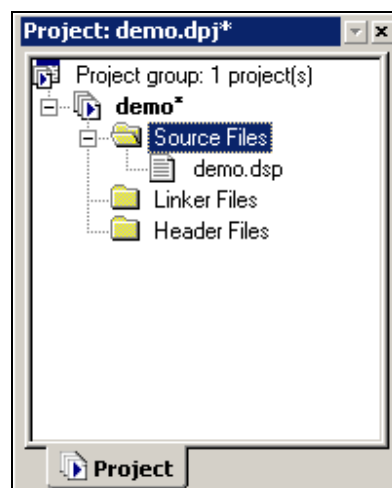 Project: demo.dpj*
Project group: 1 project(s)
demo*
Source Files
demo.dsp
Linker Files
Header Files
Project